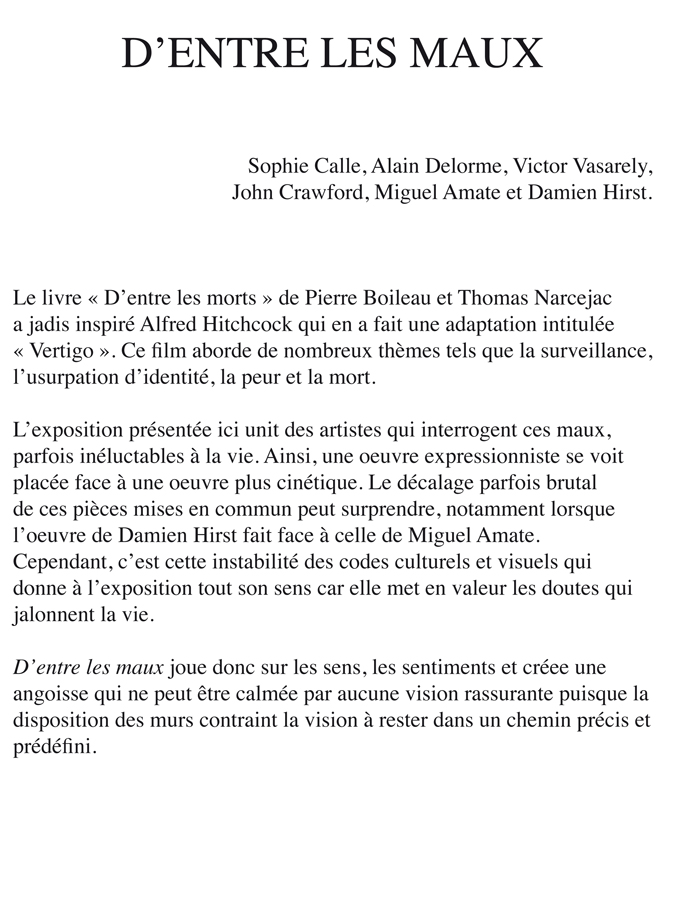 D’ENTRE LES MAUX
Sophie Calle, Alain Delorme, Victor Vasarely,
John Crawford, Miguel Amate et Damien Hirst.
Le livre « D’entre les morts » de Pierre Boileau et Thomas Narcejac
a jadis inspiré Alfred Hitchcock qui en a fait une adaptation intitulée
« Vertigo ». Ce film aborde de nombreux thèmes tels que la surveillance,
l’usurpation d’identité, la peur et la mort.
L’exposition présentée ici unit des artistes qui interrogent ces maux,
parfois inéluctables à la vie. Ainsi, une oeuvre expressionniste se voit
placée face à une oeuvre plus cinétique. Le décalage parfois brutal
de ces pièces mises en commun peut surprendre, notamment lorsque
l’oeuvre de Damien Hirst fait face à celle de Miguel Amate.
Cependant, c’est cette instabilité des codes culturels et visuels qui
donne à l’exposition tout son sens car elle met en valeur les doutes qui
jalonnent la vie.
D’entre les maux joue donc sur les sens, les sentiments et créee une
angoisse qui ne peut être calmée par aucune vision rassurante puisque la
disposition des murs contraint la vision à rester dans un chemin précis et
prédéfini.